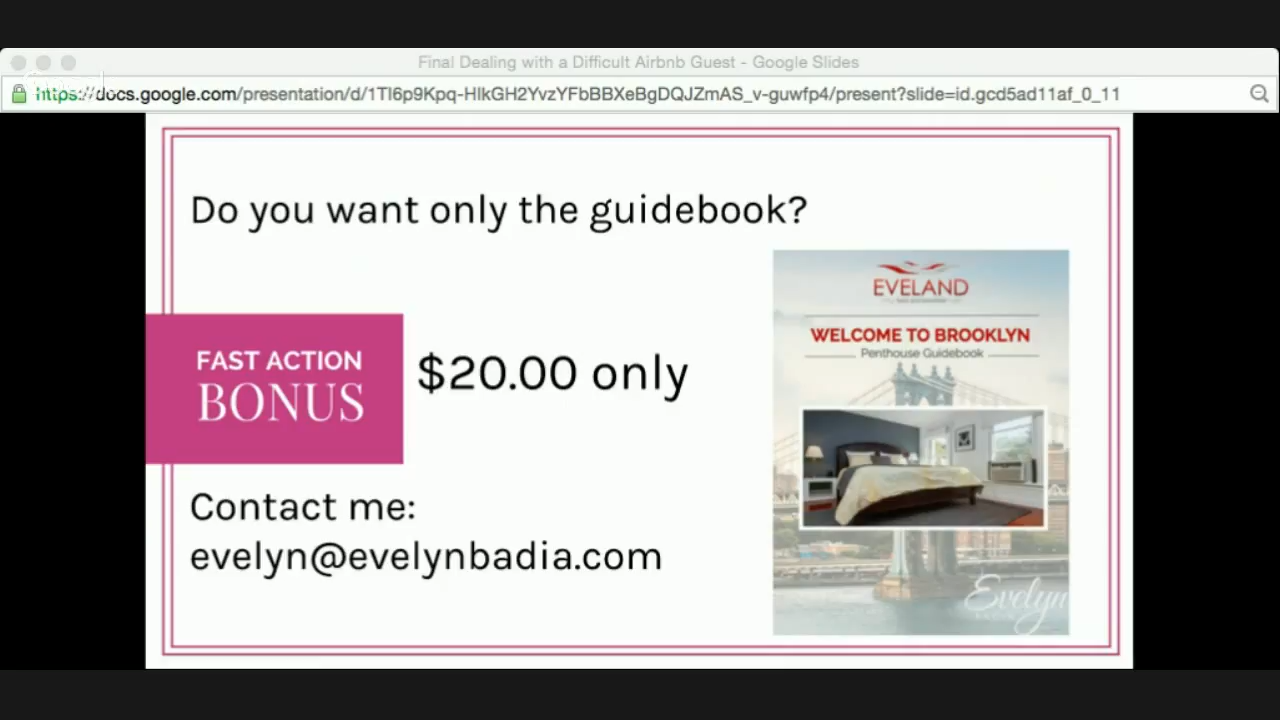 Final Dealing with a Difficult Airbnb Guest - Google Slides
https://docs.google.com/presentation/d/1Tl6p9Kpq-HlkGH2YvzYFbBBXeBgDQJZmAS_v-guwfp4/present?slide=id.gcd5ad11af_0_11
Do you want only the guidebook?
FAST ACTION
BONUS
$20.00 only
Contact me:
evelyn@evelynbadia.com
EVELAND
WELCOME TO BROOKLYN
Penthouse Guidebook
Evelyn